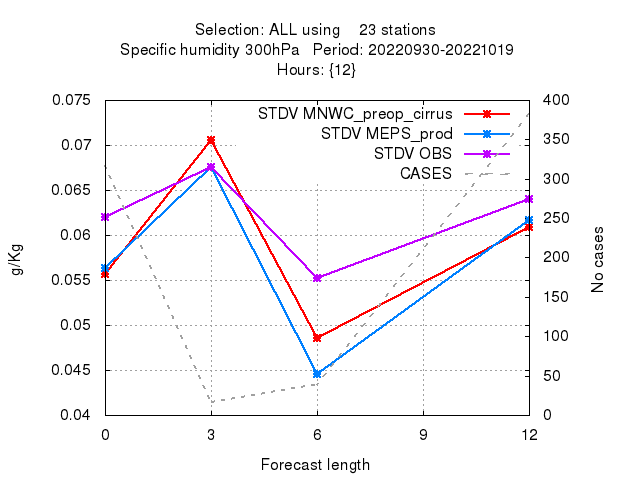 Selection: ALL using 23 stations
Specific humidity 300hPa Period: 20220930-20221019
Hours: {12}
0.075
0.07
0.065
0.06
0.055
0.05
0.045
0.04
400
350
300
250
200
150
100
50
0
STDV MNWC_preop_cirrus
STDV MEPS_prod
STDV OBS
CASES
g/Kg
No cases
0 3 6 9 12
Forecast length